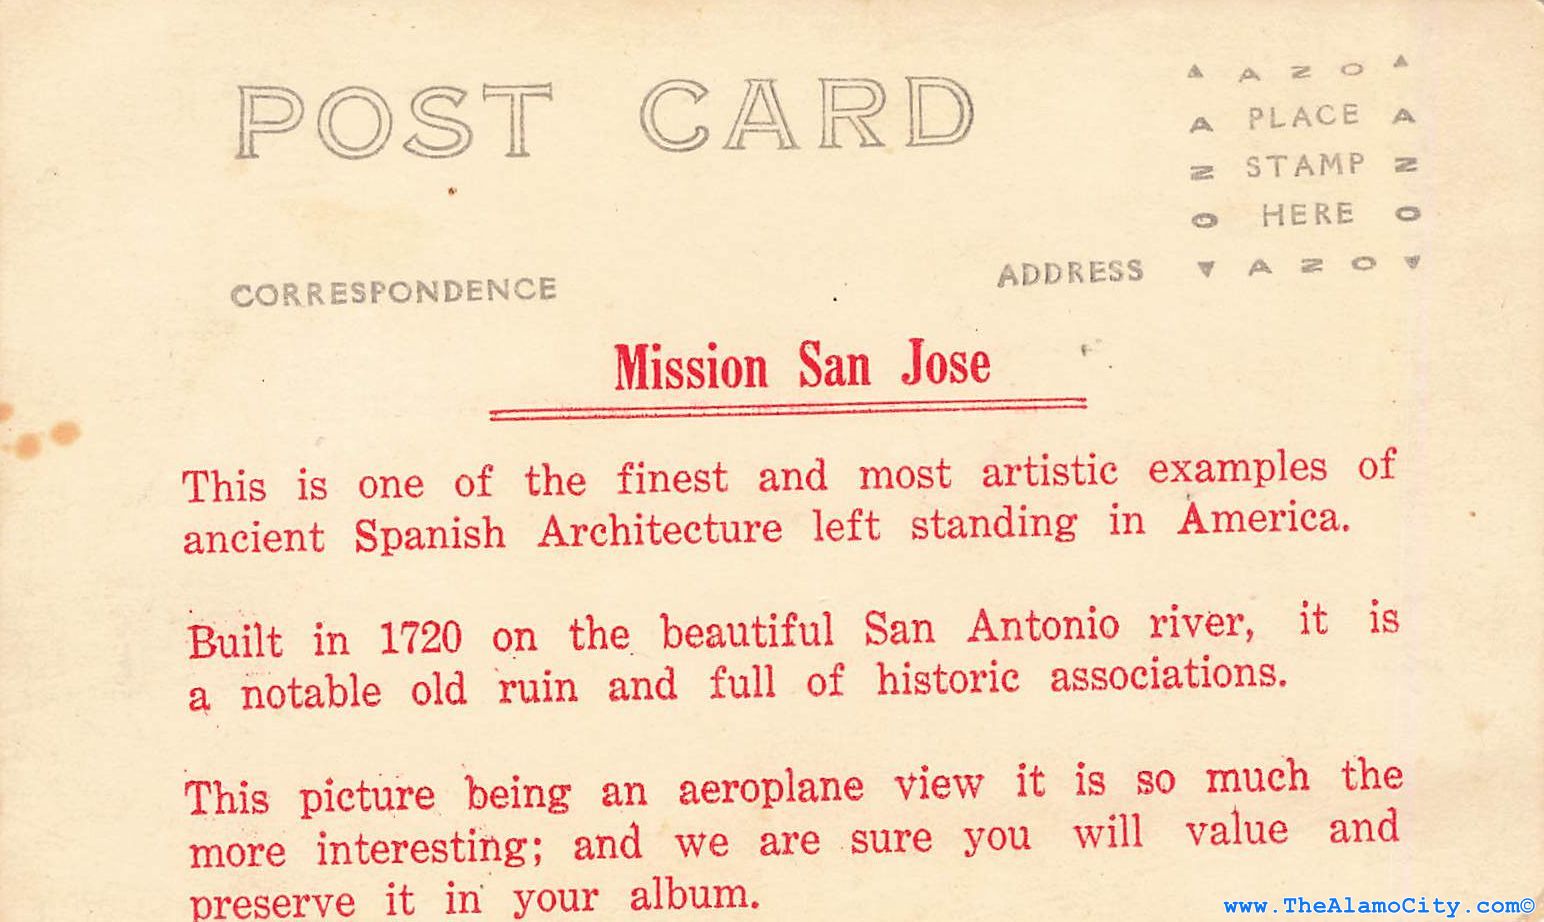 POST CARD
▲ A Z O ▲
A PLACE A
Z STAMP Z
O HERE O
▼ A Z O ▼
CORRESPONDENCE
ADDRESS
Mission San Jose
This is one of the finest and most artistic examples of
ancient Spanish Architecture left standing in America.
Built in 1720 on the beautiful San Antonio river, it is
a notable old ruin and full of historic associations.
This picture being an aeroplane view it is so much the
more interesting; and we are sure you will value and
preserve it in your album.
www.TheAlamoCity.com©